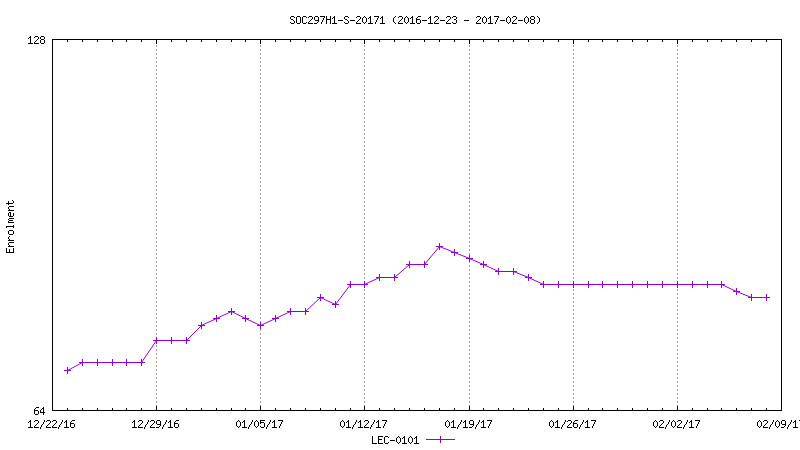 SOC297H1-S-20171 (2016-12-23 - 2017-02-08)
128
Enrolment
64
12/22/16 12/29/16 01/05/17 01/12/17 01/19/17 01/26/17 02/02/17 02/09/17
LEC-0101